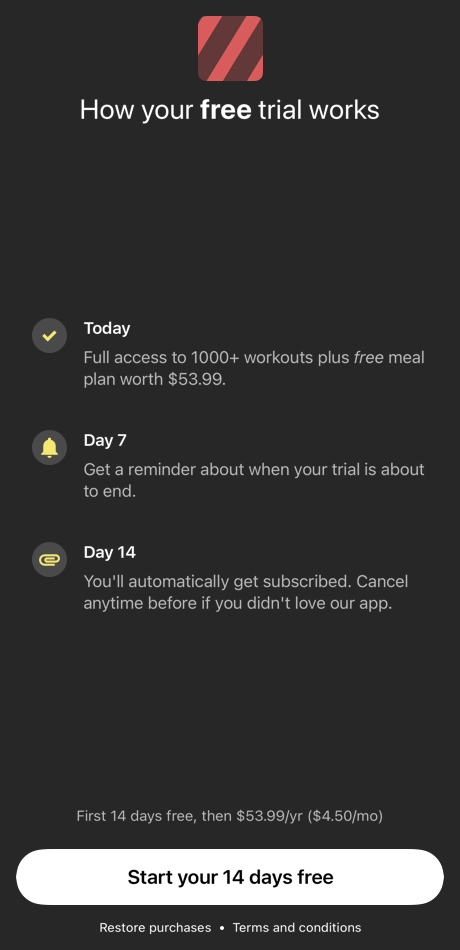 How your free trial works
Today
Full access to 1000+ workouts plus free meal
plan worth $53.99.
Day 7
Get a reminder about when your trial is about
to end.
Day 14
You'll automatically get subscribed. Cancel
anytime before if you didn't love our app.
First 14 days free, then $53.99/yr ($4.50/mo)
Start your 14 days free
Restore purchases • Terms and conditions